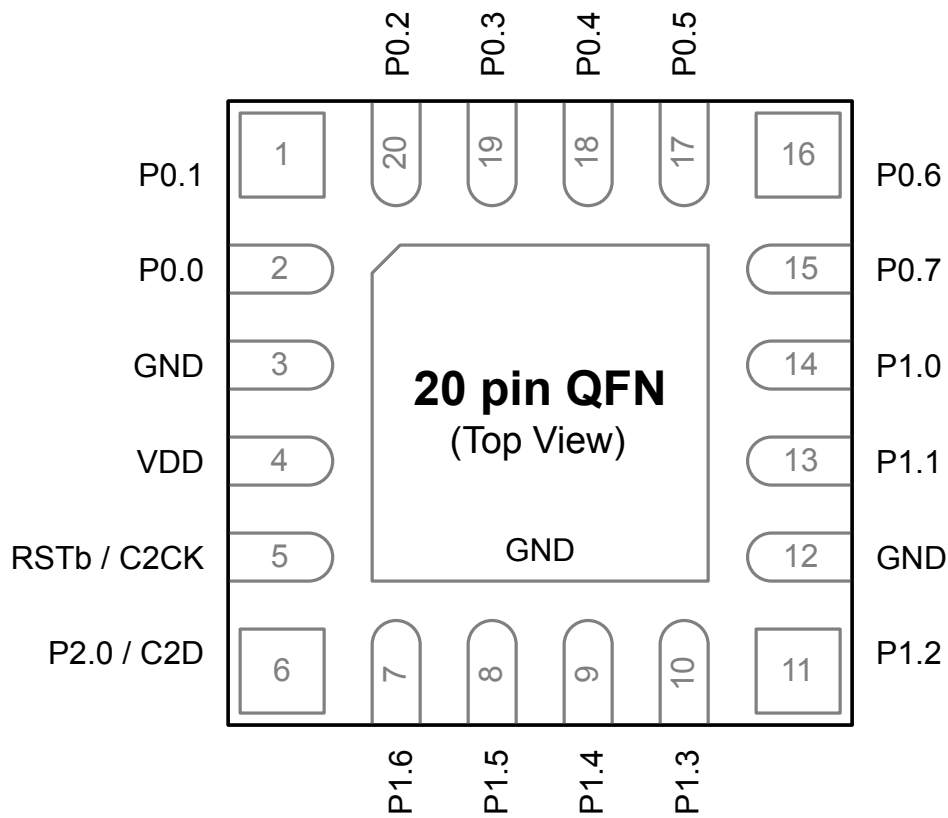 P0.2
P0.3
P0.4
P0.5
1
20
19
18
17
16
P0.1
P0.6
P0.0
2
15
P0.7
GND
3
14
P1.0
20 pin QFN
(Top View)
VDD
4
13
P1.1
RSTb / C2CK
5
GND
12
GND
P2.0 / C2D
6
7
8
9
10
11
P1.2
P1.6
P1.5
P1.4
P1.3